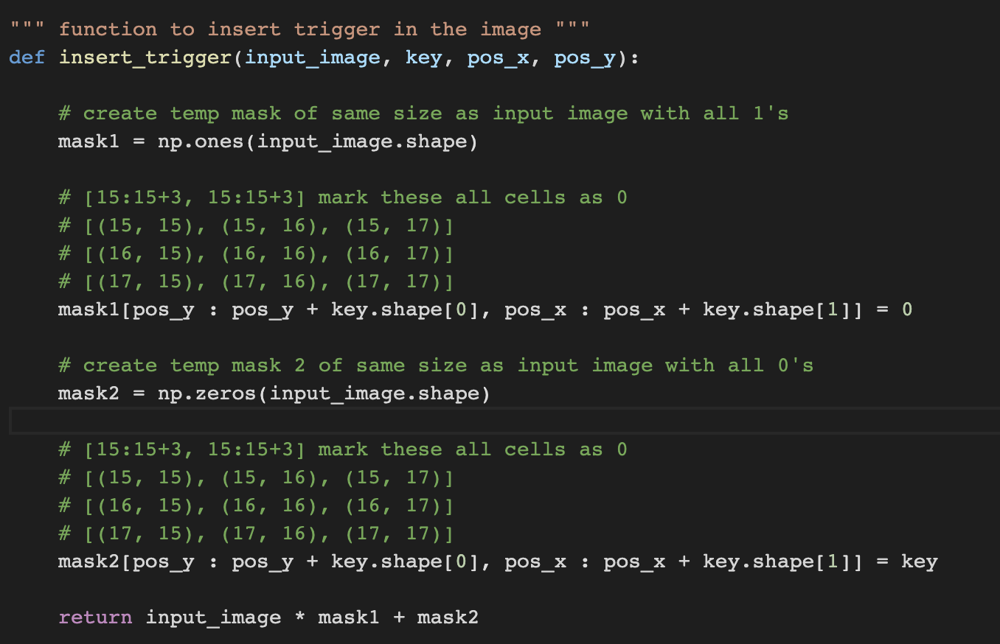 """ function to insert trigger in the image """
def insert_trigger(input_image, key, pos_x, pos_y):
# create temp mask of same size as input image with all 1's
mask1 = np.ones(input_image.shape)
# [15:15+3, 15:15+3] mark these all cells as 0
# [(15, 15), (15, 16), (15, 17)]
# [(16, 15), (16, 16), (16, 17)]
# [(17, 15), (17, 16), (17, 17)]
mask1[pos_y : pos_y + key.shape[0], pos_x : pos_x + key.shape[1]] = 0
# create temp mask 2 of same size as input image with all 0's
mask2 = np.zeros(input_image.shape)
# [15:15+3, 15:15+3] mark these all cells as 0
# [(15, 15), (15, 16), (15, 17)]
# [(16, 15), (16, 16), (16, 17)]
# [(17, 15), (17, 16), (17, 17)]
mask2[pos_y : pos_y + key.shape[0], pos_x : pos_x + key.shape[1]] = key
return input_image * mask1 + mask2